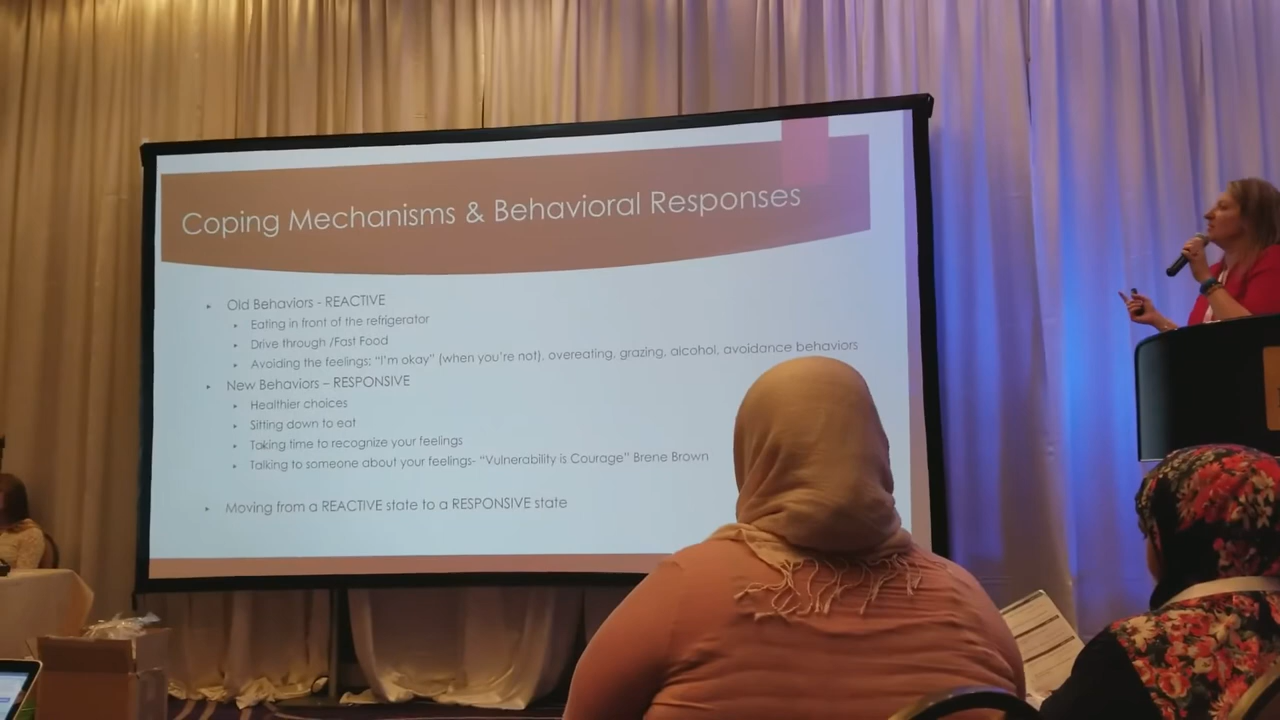 Coping Mechanisms & Behavioral Responses
Old Behaviors - REACTIVE
Eating in front of the refrigerator
Drive through /Fast Food
Avoiding the feelings: "I'm okay" (when you're not), overeating, grazing, alcohol, avoidance behaviors
New Behaviors – RESPONSIVE
Healthier choices
Sitting down to eat
Taking time to recognize your feelings
Talking to someone about your feelings- "Vulnerability is Courage" Brene Brown
Moving from a REACTIVE state to a RESPONSIVE state